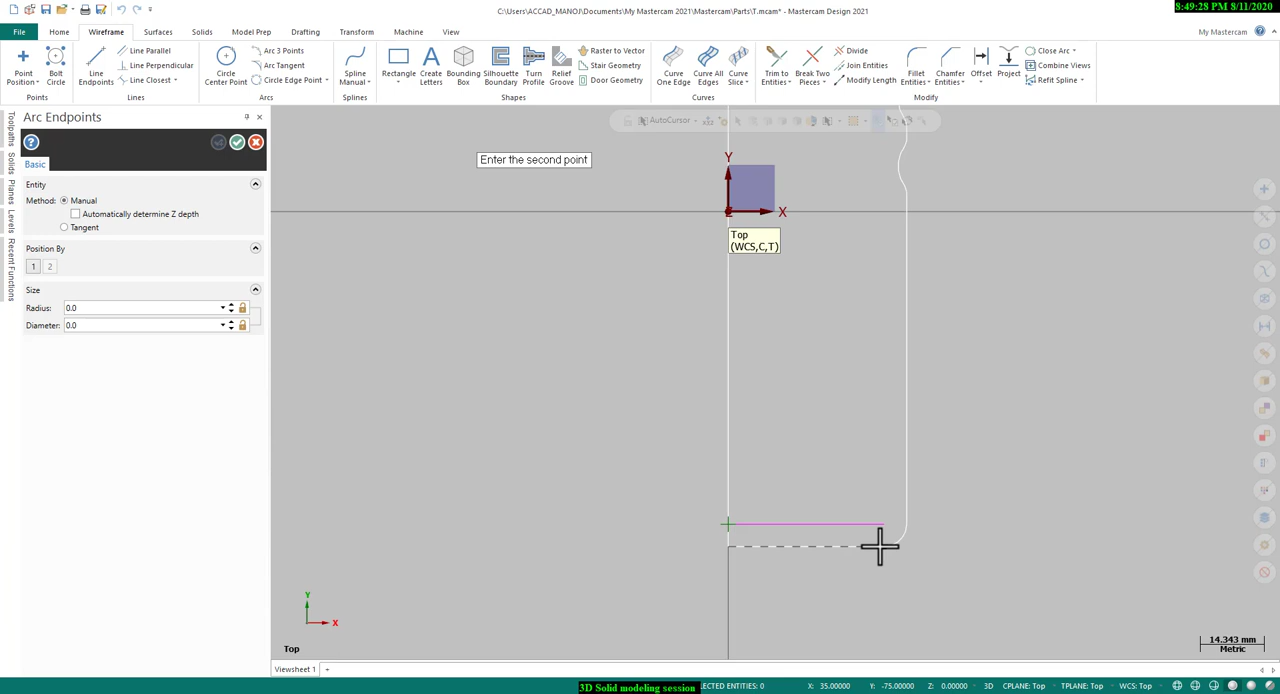 C:\Users\ACCAD_MANOJ\Documents\My Mastercam 2021\Mastercam\Parts\T.mcam* - Mastercam Design 2021
8:49:28 PM 8/11/2020
File Home Wireframe Surfaces Solids Model Prep Drafting Transform Machine View My Mastercam
Point Position
Bolt Circle
Points
Line Endpoints
Line Parallel
Line Perpendicular
Line Closest
Lines
Circle Center Point
Arc 3 Points
Arc Tangent
Circle Edge Point
Arcs
Spline Manual
Splines
Rectangle
Create Letters
Bounding Box
Silhouette Boundary
Turn Profile
Relief Groove
Raster to Vector
Stair Geometry
Door Geometry
Shapes
Curve One Edge
Curve All Edges
Curve Slice
Curves
Trim to Entities
Break Two Pieces
Divide
Join Entities
Modify Length
Fillet Entities
Chamfer Entities
Offset
Project
Close Arc
Combine Views
Refit Spline
Modify
Toolpaths
Solids
Planes
Levels
Recent Functions
Arc Endpoints
Basic
Entity
Method:
Manual
Automatically determine Z depth
Tangent
Position By
1 2
Size
Radius: 0.0
Diameter: 0.0
AutoCursor
Enter the second point
Y
Z
X
Top
(WCS,C,T)
Y
X
Top
14.343 mm
Metric
Viewsheet 1 +
3D Solid modeling session
LECTED ENTITIES: 0 X: 35.00000 Y: -75.00000 Z: 0.00000 3D CPLANE: Top TPLANE: Top WCS: Top